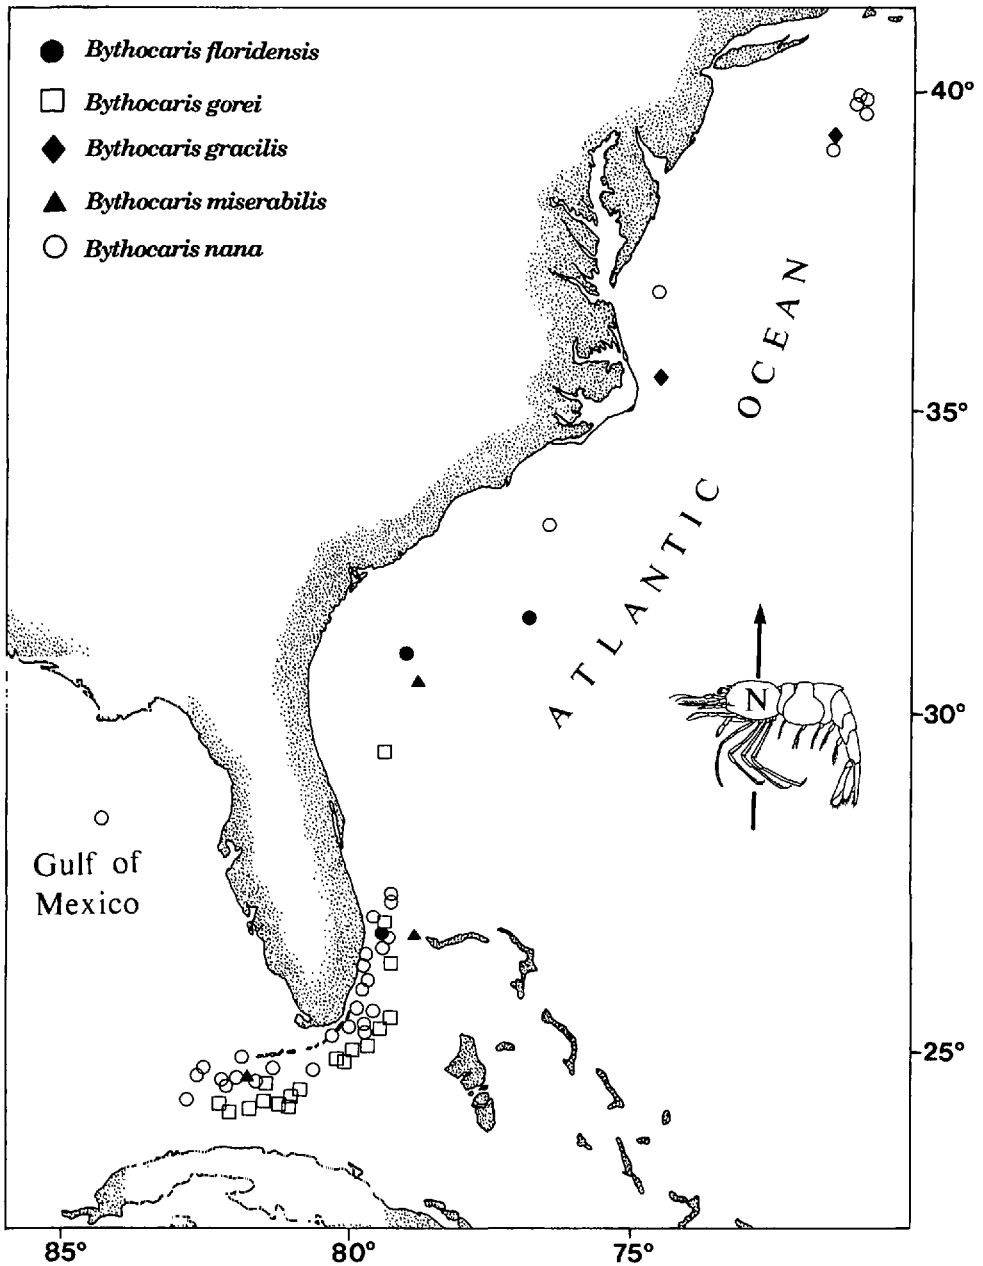 Bythocaris floridensis
Bythocaris gorei
Bythocaris gracilis
Bythocaris miserabilis
Bythocaris nana
40°
35°
30°
25°
ATLANTIC OCEAN
N
Gulf of
Mexico
85°
80°
75°